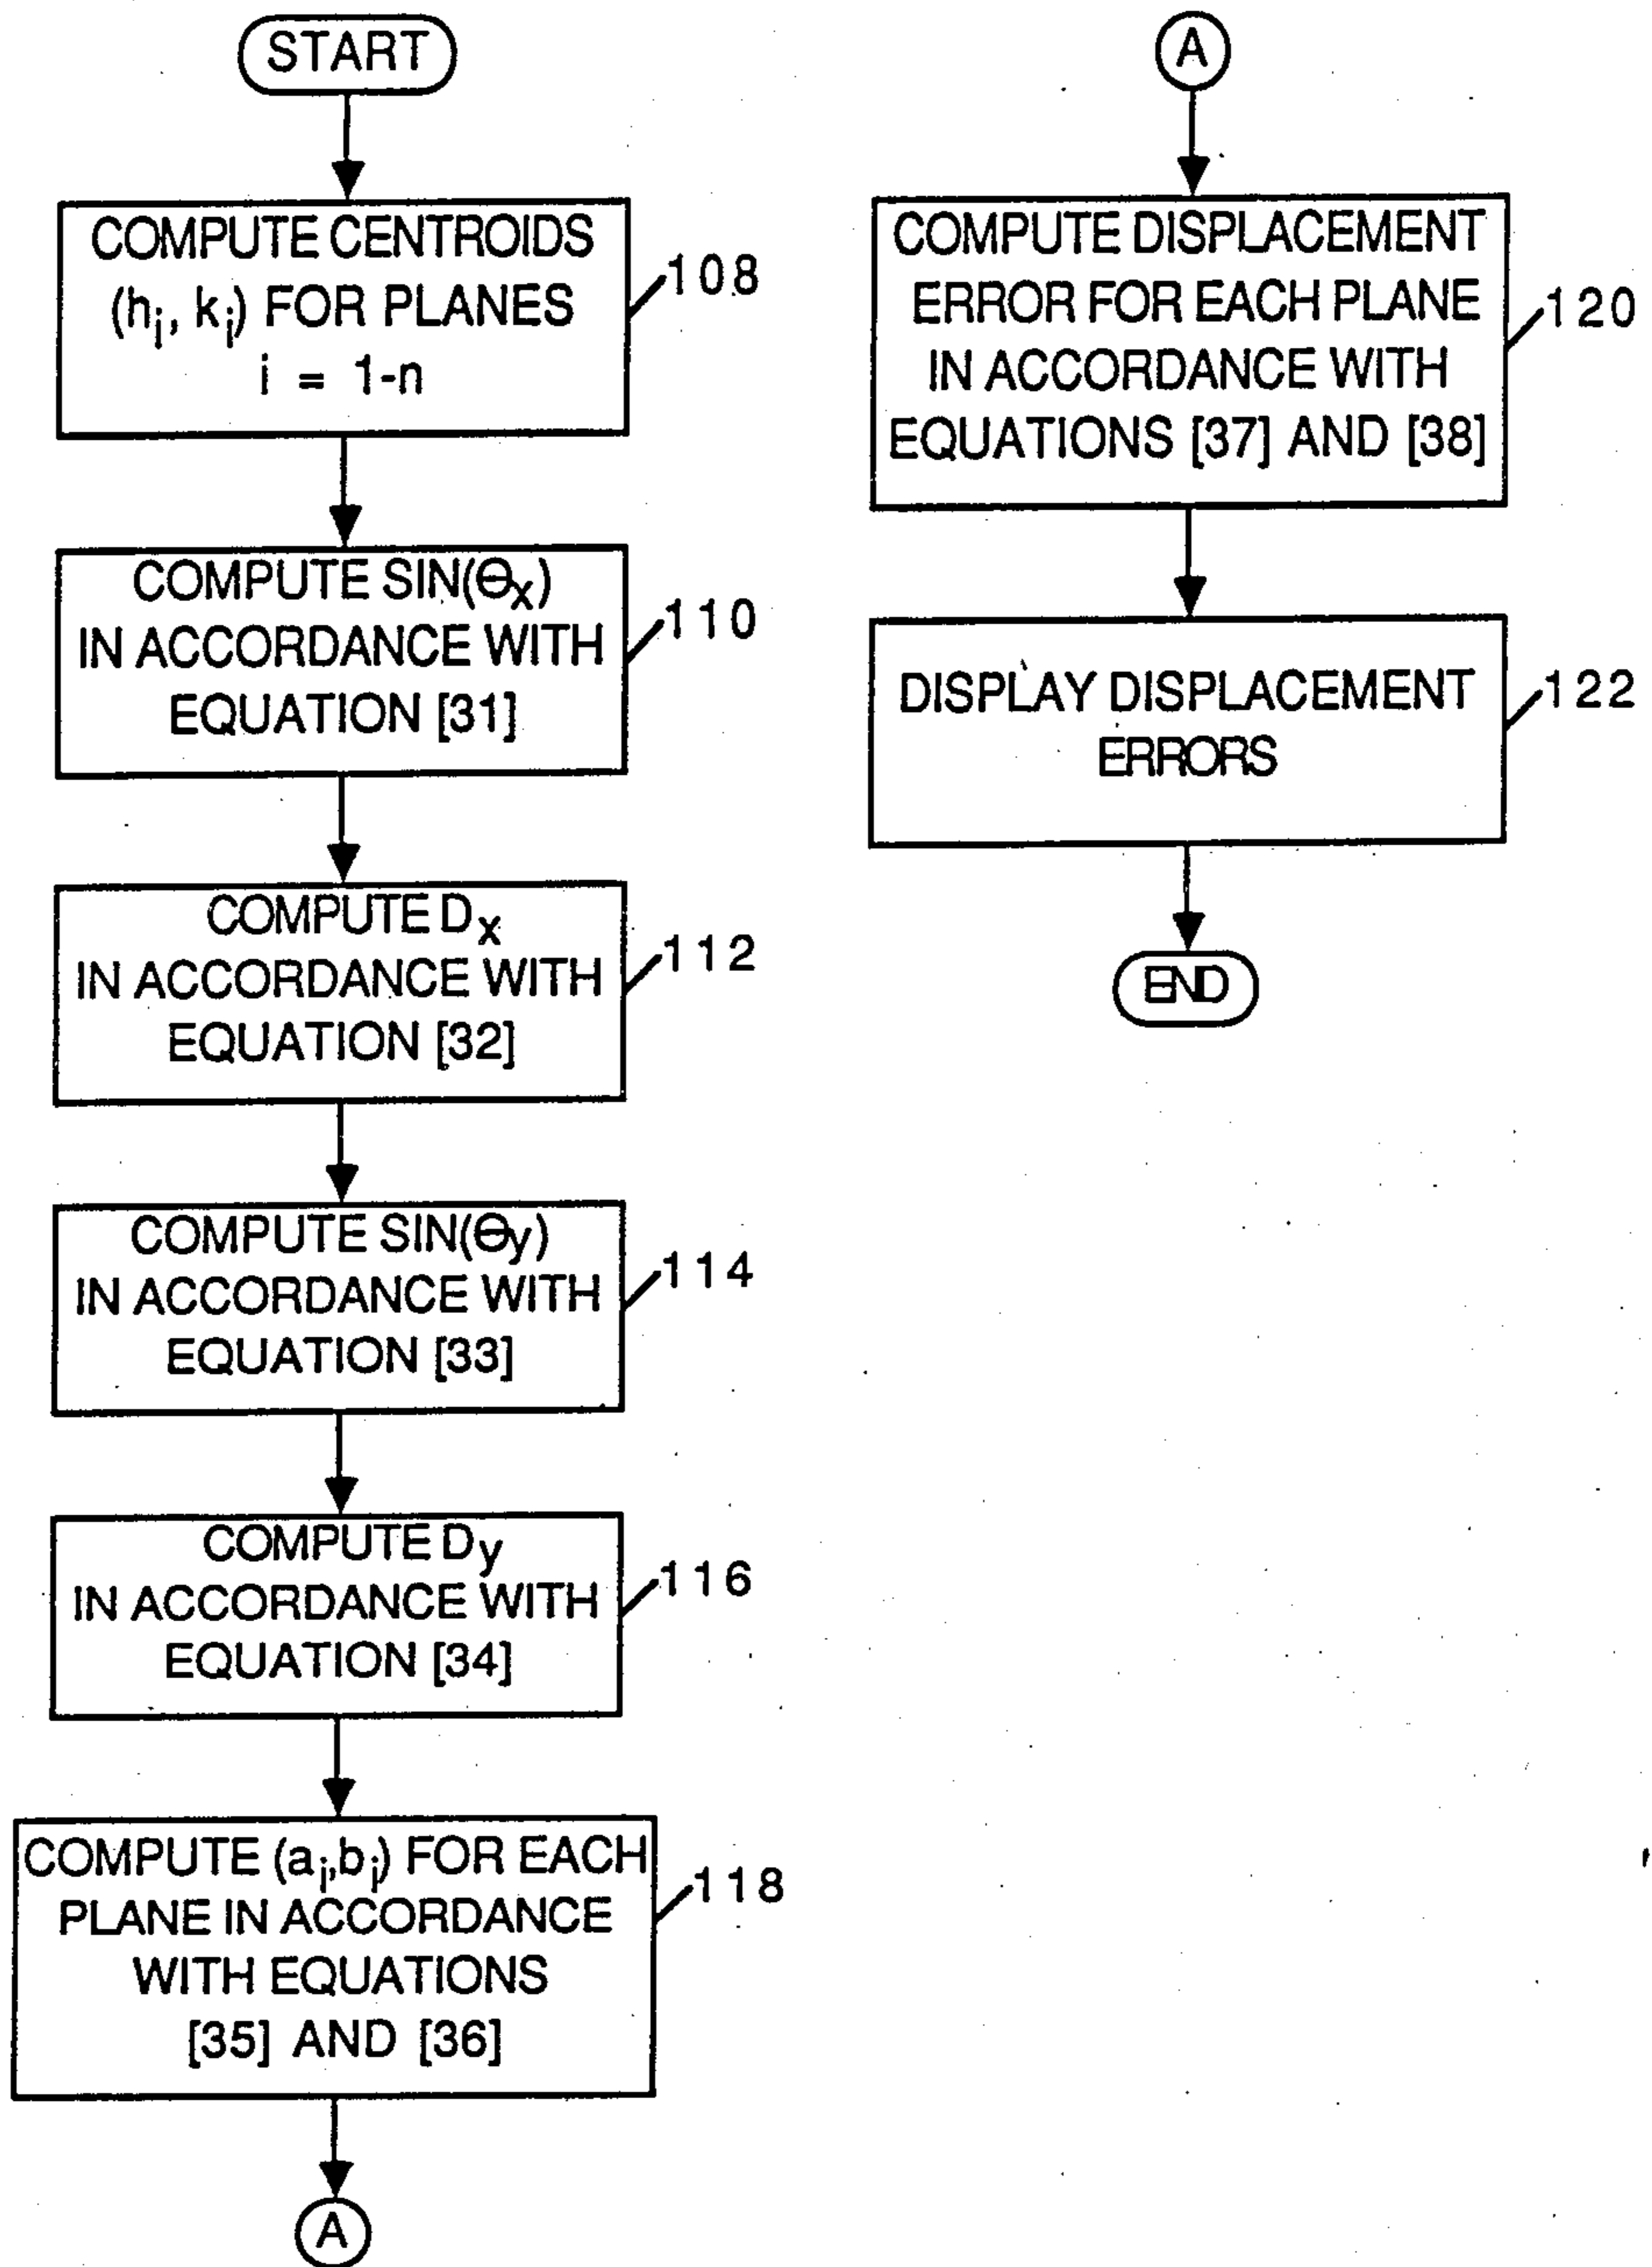 START
COMPUTE CENTROIDS
(hi, ki) FOR PLANES
i = 1-n
108
COMPUTE SIN(Θx)
IN ACCORDANCE WITH
EQUATION [31]
110
COMPUTE Dx
IN ACCORDANCE WITH
EQUATION [32]
112
COMPUTE SIN(Θy)
IN ACCORDANCE WITH
EQUATION [33]
114
COMPUTE Dy
IN ACCORDANCE WITH
EQUATION [34]
116
COMPUTE (ai,bi) FOR EACH
PLANE IN ACCORDANCE
WITH EQUATIONS
[35] AND [36]
118
A
A
COMPUTE DISPLACEMENT
ERROR FOR EACH PLANE
IN ACCORDANCE WITH
EQUATIONS [37] AND [38]
120
DISPLAY DISPLACEMENT
ERRORS
122
END